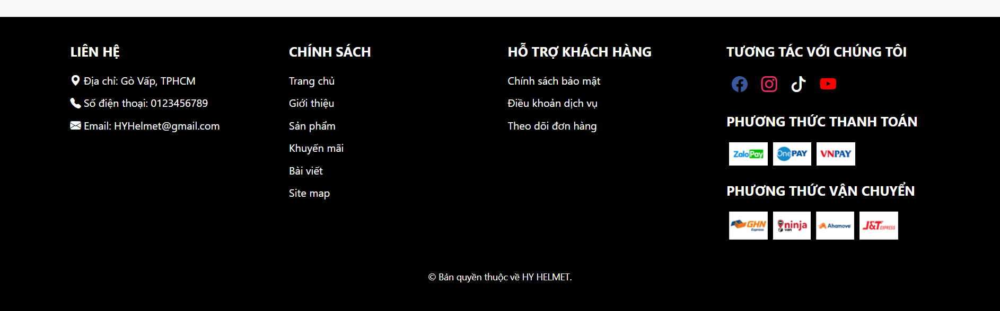 LIÊN HỆ
Địa chỉ: Gò Vấp, TPHCM
Số điện thoại: 0123456789
Email: HYHelmet@gmail.com
CHÍNH SÁCH
Trang chủ
Giới thiệu
Sản phẩm
Khuyến mãi
Bài viết
Site map
HỖ TRỢ KHÁCH HÀNG
Chính sách bảo mật
Điều khoản dịch vụ
Theo dõi đơn hàng
TƯƠNG TÁC VỚI CHÚNG TÔI
PHƯƠNG THỨC THANH TOÁN
ZaloPay OnePAY VNPAY
PHƯƠNG THỨC VẬN CHUYỂN
GHN Express ninja van Ahamove J&T EXPRESS
© Bản quyền thuộc về HY HELMET.